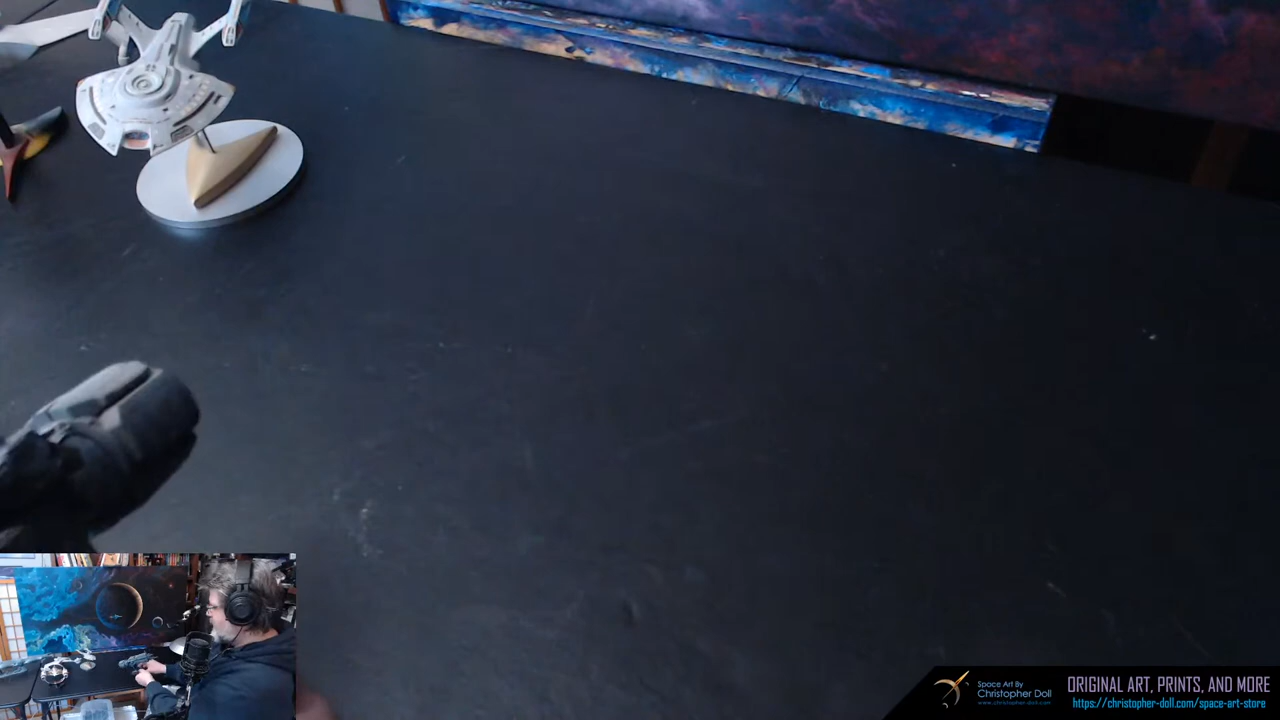 Space Art By
Christopher Doll
www.christopher-doll.com
ORIGINAL ART, PRINTS, AND MORE
https://christopher-doll.com/space-art-store